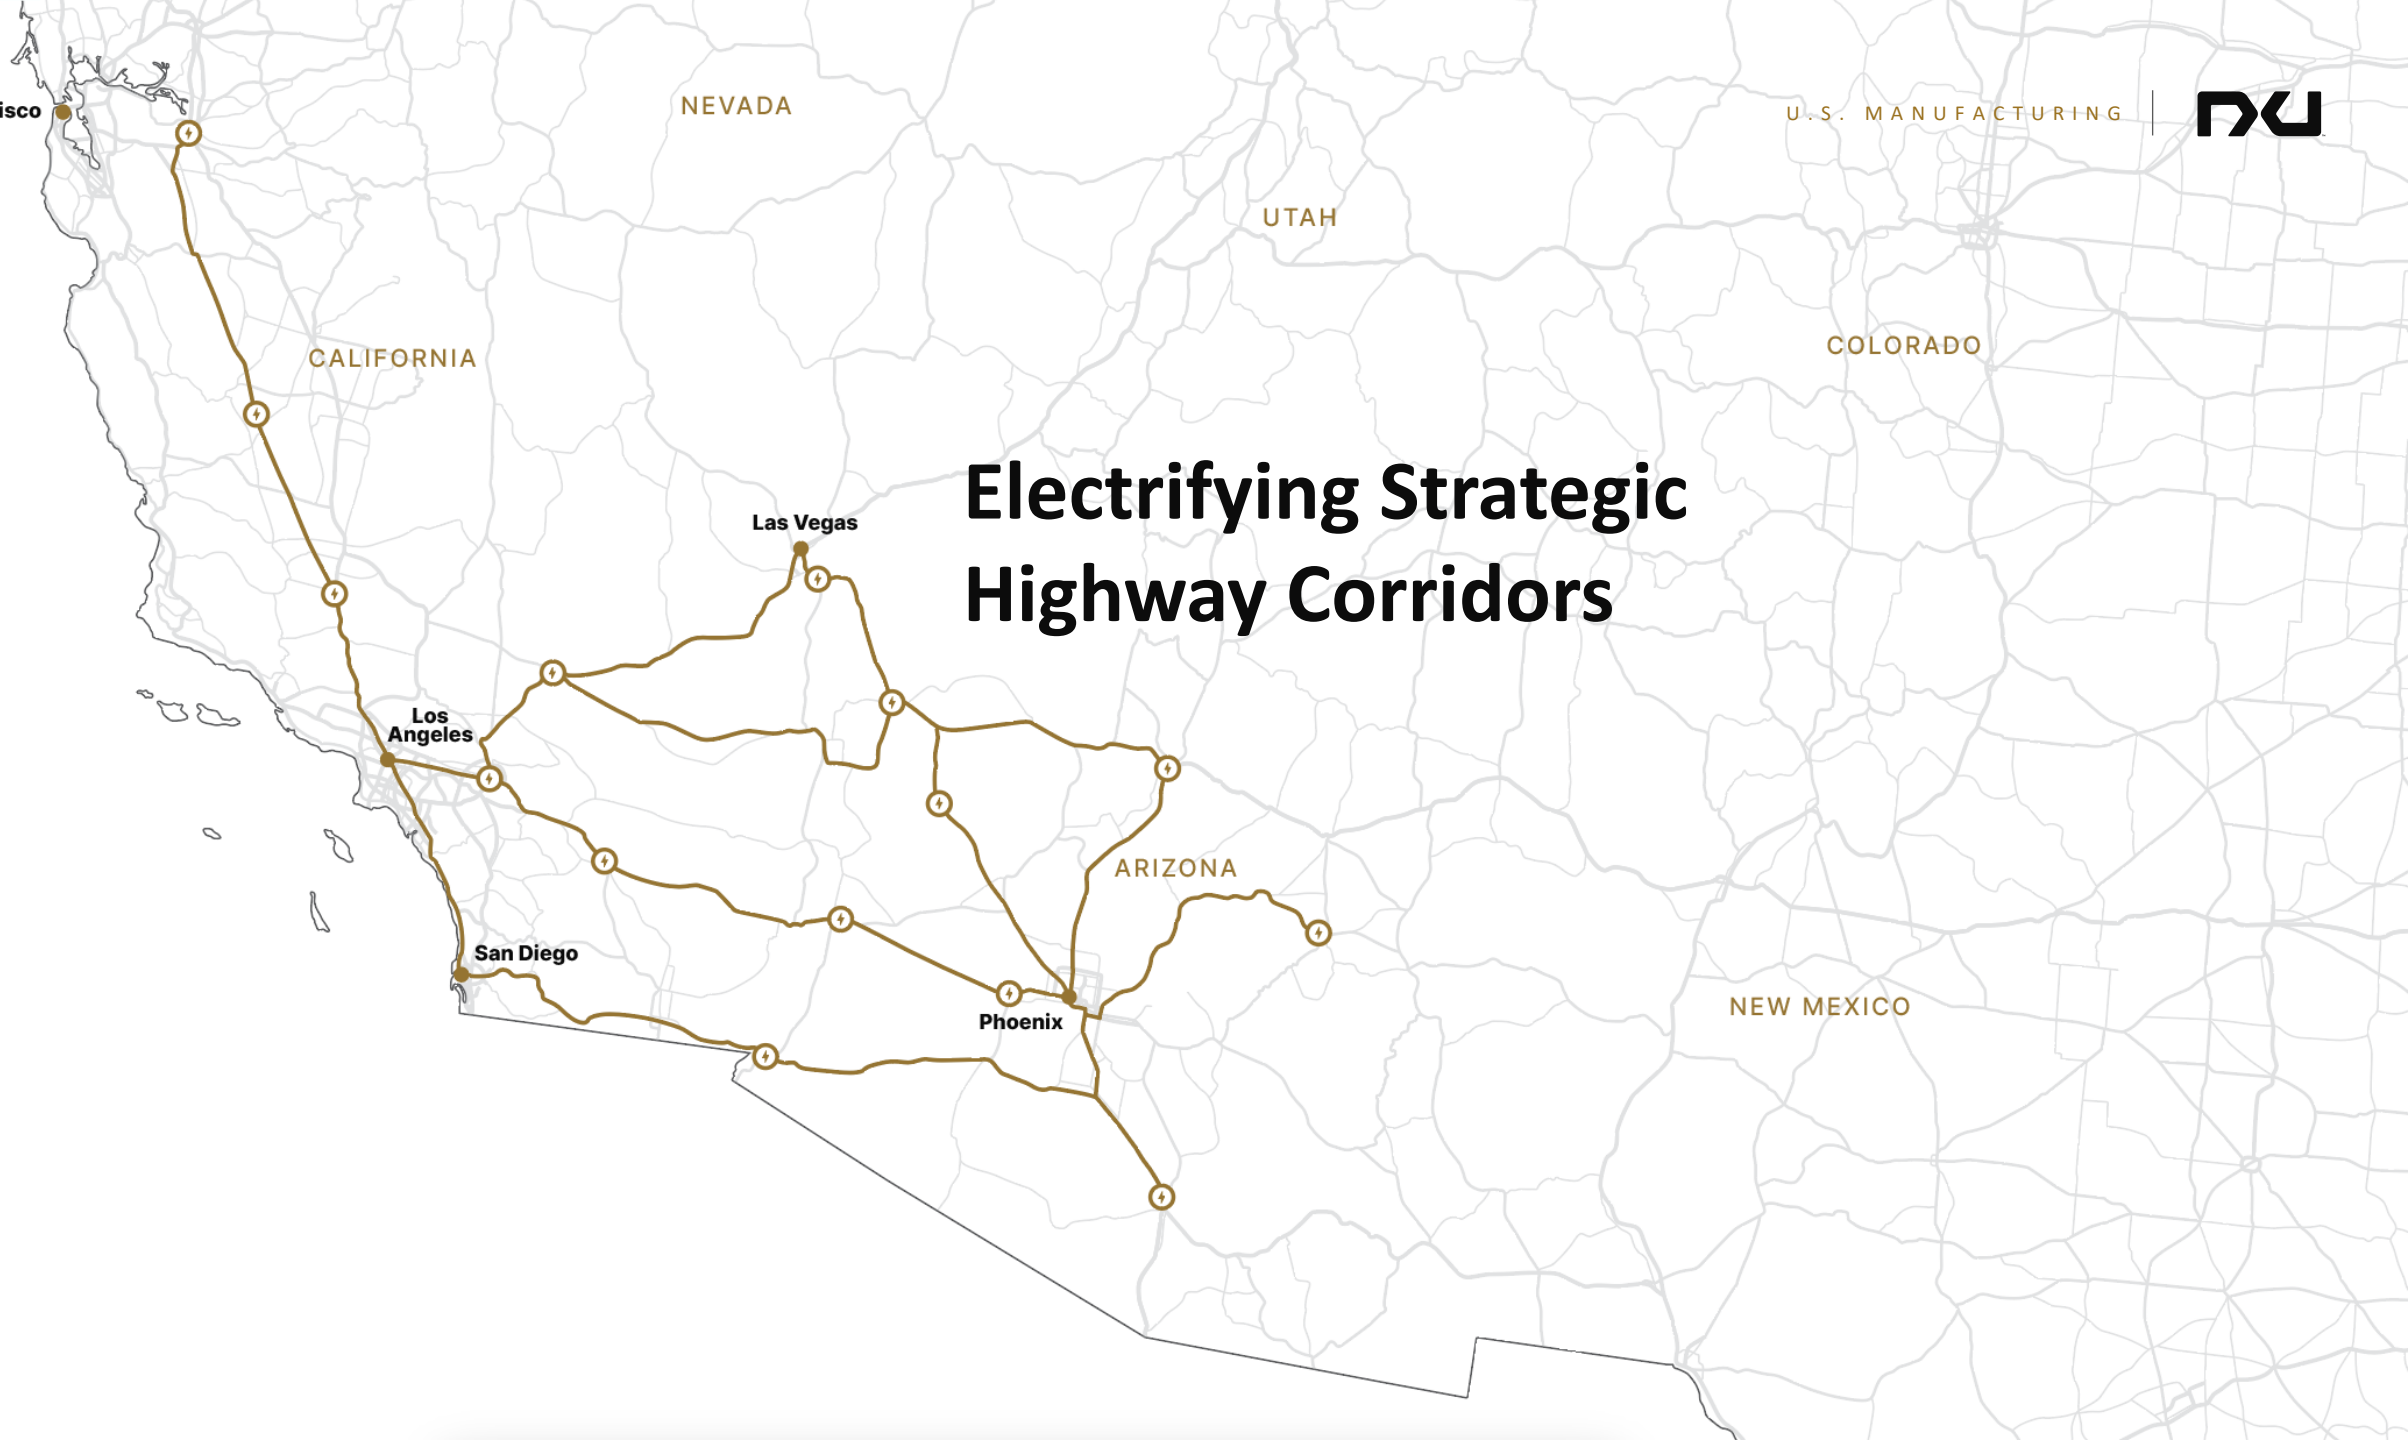 isco
NEVADA
U.S. MANUFACTURING
nxu
UTAH
CALIFORNIA
COLORADO
Electrifying Strategic
Highway Corridors
Las Vegas
Los
Angeles
ARIZONA
San Diego
Phoenix
NEW MEXICO